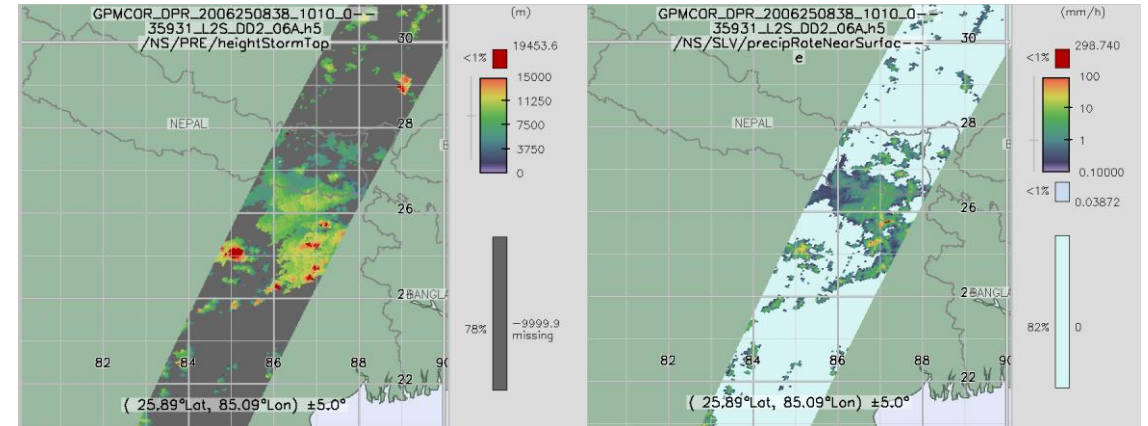 GPMCOR_DPR_2006250838_1010_0--
35931_L2S_DD2_06A.h5
/NS/PRE/heightStormTop
(m)
<1%
19453.6
15000
11250
7500
3750
0
78%
-9999.9
missing
NEPAL
30
28
26
22
82
84
86
88
90
BANGLA
( 25.89°Lat, 85.09°Lon) ±5.0°
GPMCOR_DPR_2006250838_1010_0--
35931_L2S_DD2_06A.h5
/NS/SLV/precipRateNearSurfac--
e
(mm/h)
<1%
298.740
100
10
1
0.10000
<1%
0.03872
82%
0
NEPAL
30
28
26
22
82
84
86
88
90
BANGLA
( 25.89°Lat, 85.09°Lon) ±5.0°